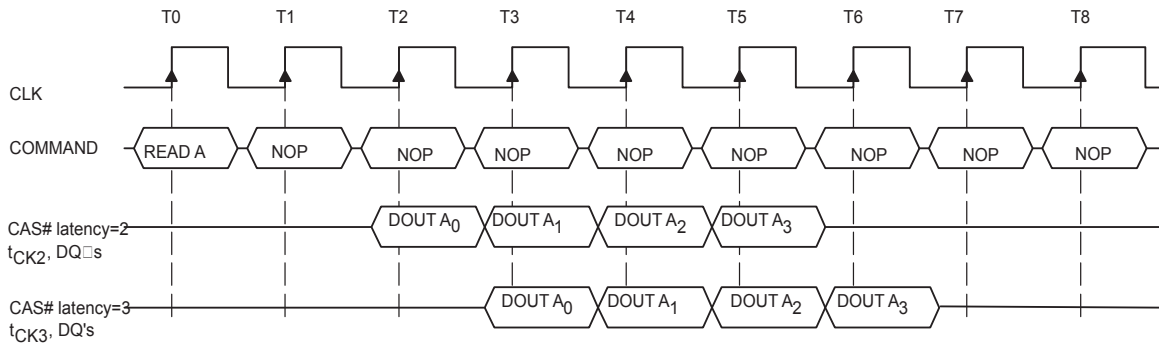 T0 T1 T2 T3 T4 T5 T6 T7 T8
CLK
COMMAND READ A NOP NOP NOP NOP NOP NOP NOP NOP
CAS# latency=2 DOUT A0 DOUT A1 DOUT A2 DOUT A3
tCK2, DQ□s
CAS# latency=3 DOUT A0 DOUT A1 DOUT A2 DOUT A3
tCK3, DQ's